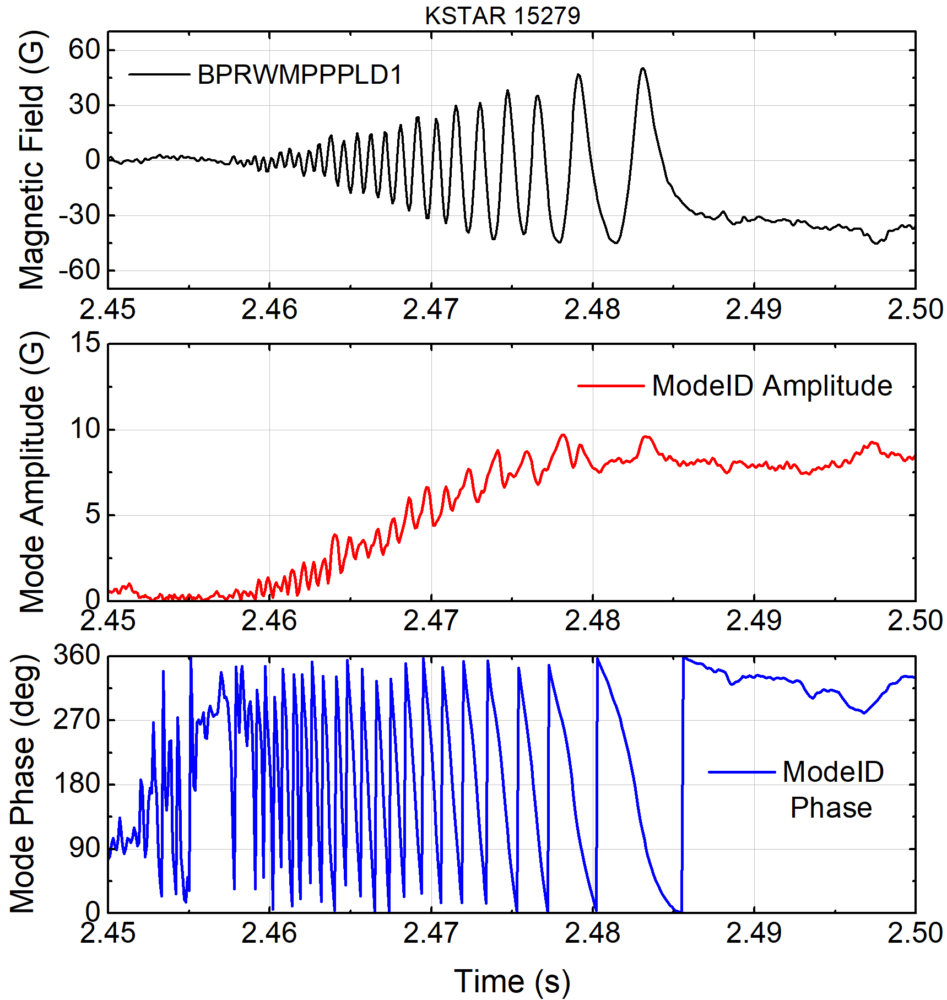 KSTAR 15279
Magnetic Field (G)
60
30
0
-30
-60
BPRWMPPPLD1
2.45 2.46 2.47 2.48 2.49 2.50
Mode Amplitude (G)
15
10
5
0
ModeID Amplitude
2.45 2.46 2.47 2.48 2.49 2.50
Mode Phase (deg)
360
270
180
90
0
ModeID
Phase
2.45 2.46 2.47 2.48 2.49 2.50
Time (s)